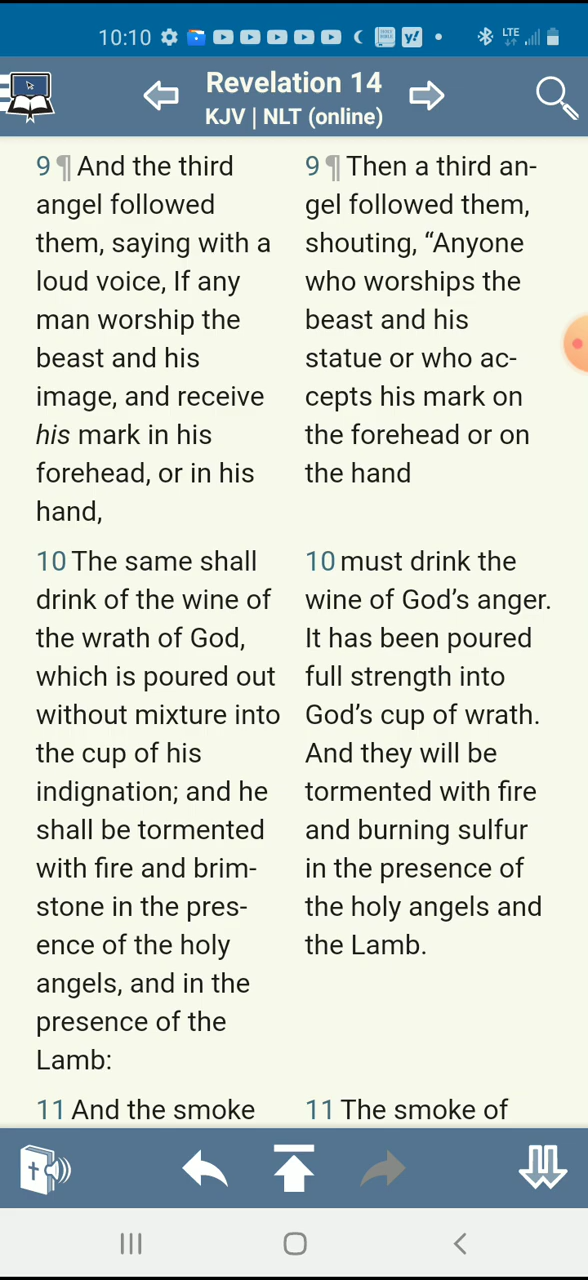 10:10
LTE
Revelation 14
KJV | NLT (online)
9 ¶ And the third
angel followed
them, saying with a
loud voice, If any
man worship the
beast and his
image, and receive
his mark in his
forehead, or in his
hand,
9 ¶ Then a third an-
gel followed them,
shouting, “Anyone
who worships the
beast and his
statue or who ac-
cepts his mark on
the forehead or on
the hand
10 The same shall
drink of the wine of
the wrath of God,
which is poured out
without mixture into
the cup of his
indignation; and he
shall be tormented
with fire and brim-
stone in the pres-
ence of the holy
angels, and in the
presence of the
Lamb:
10 must drink the
wine of God’s anger.
It has been poured
full strength into
God’s cup of wrath.
And they will be
tormented with fire
and burning sulfur
in the presence of
the holy angels and
the Lamb.
11 And the smoke
11 The smoke of